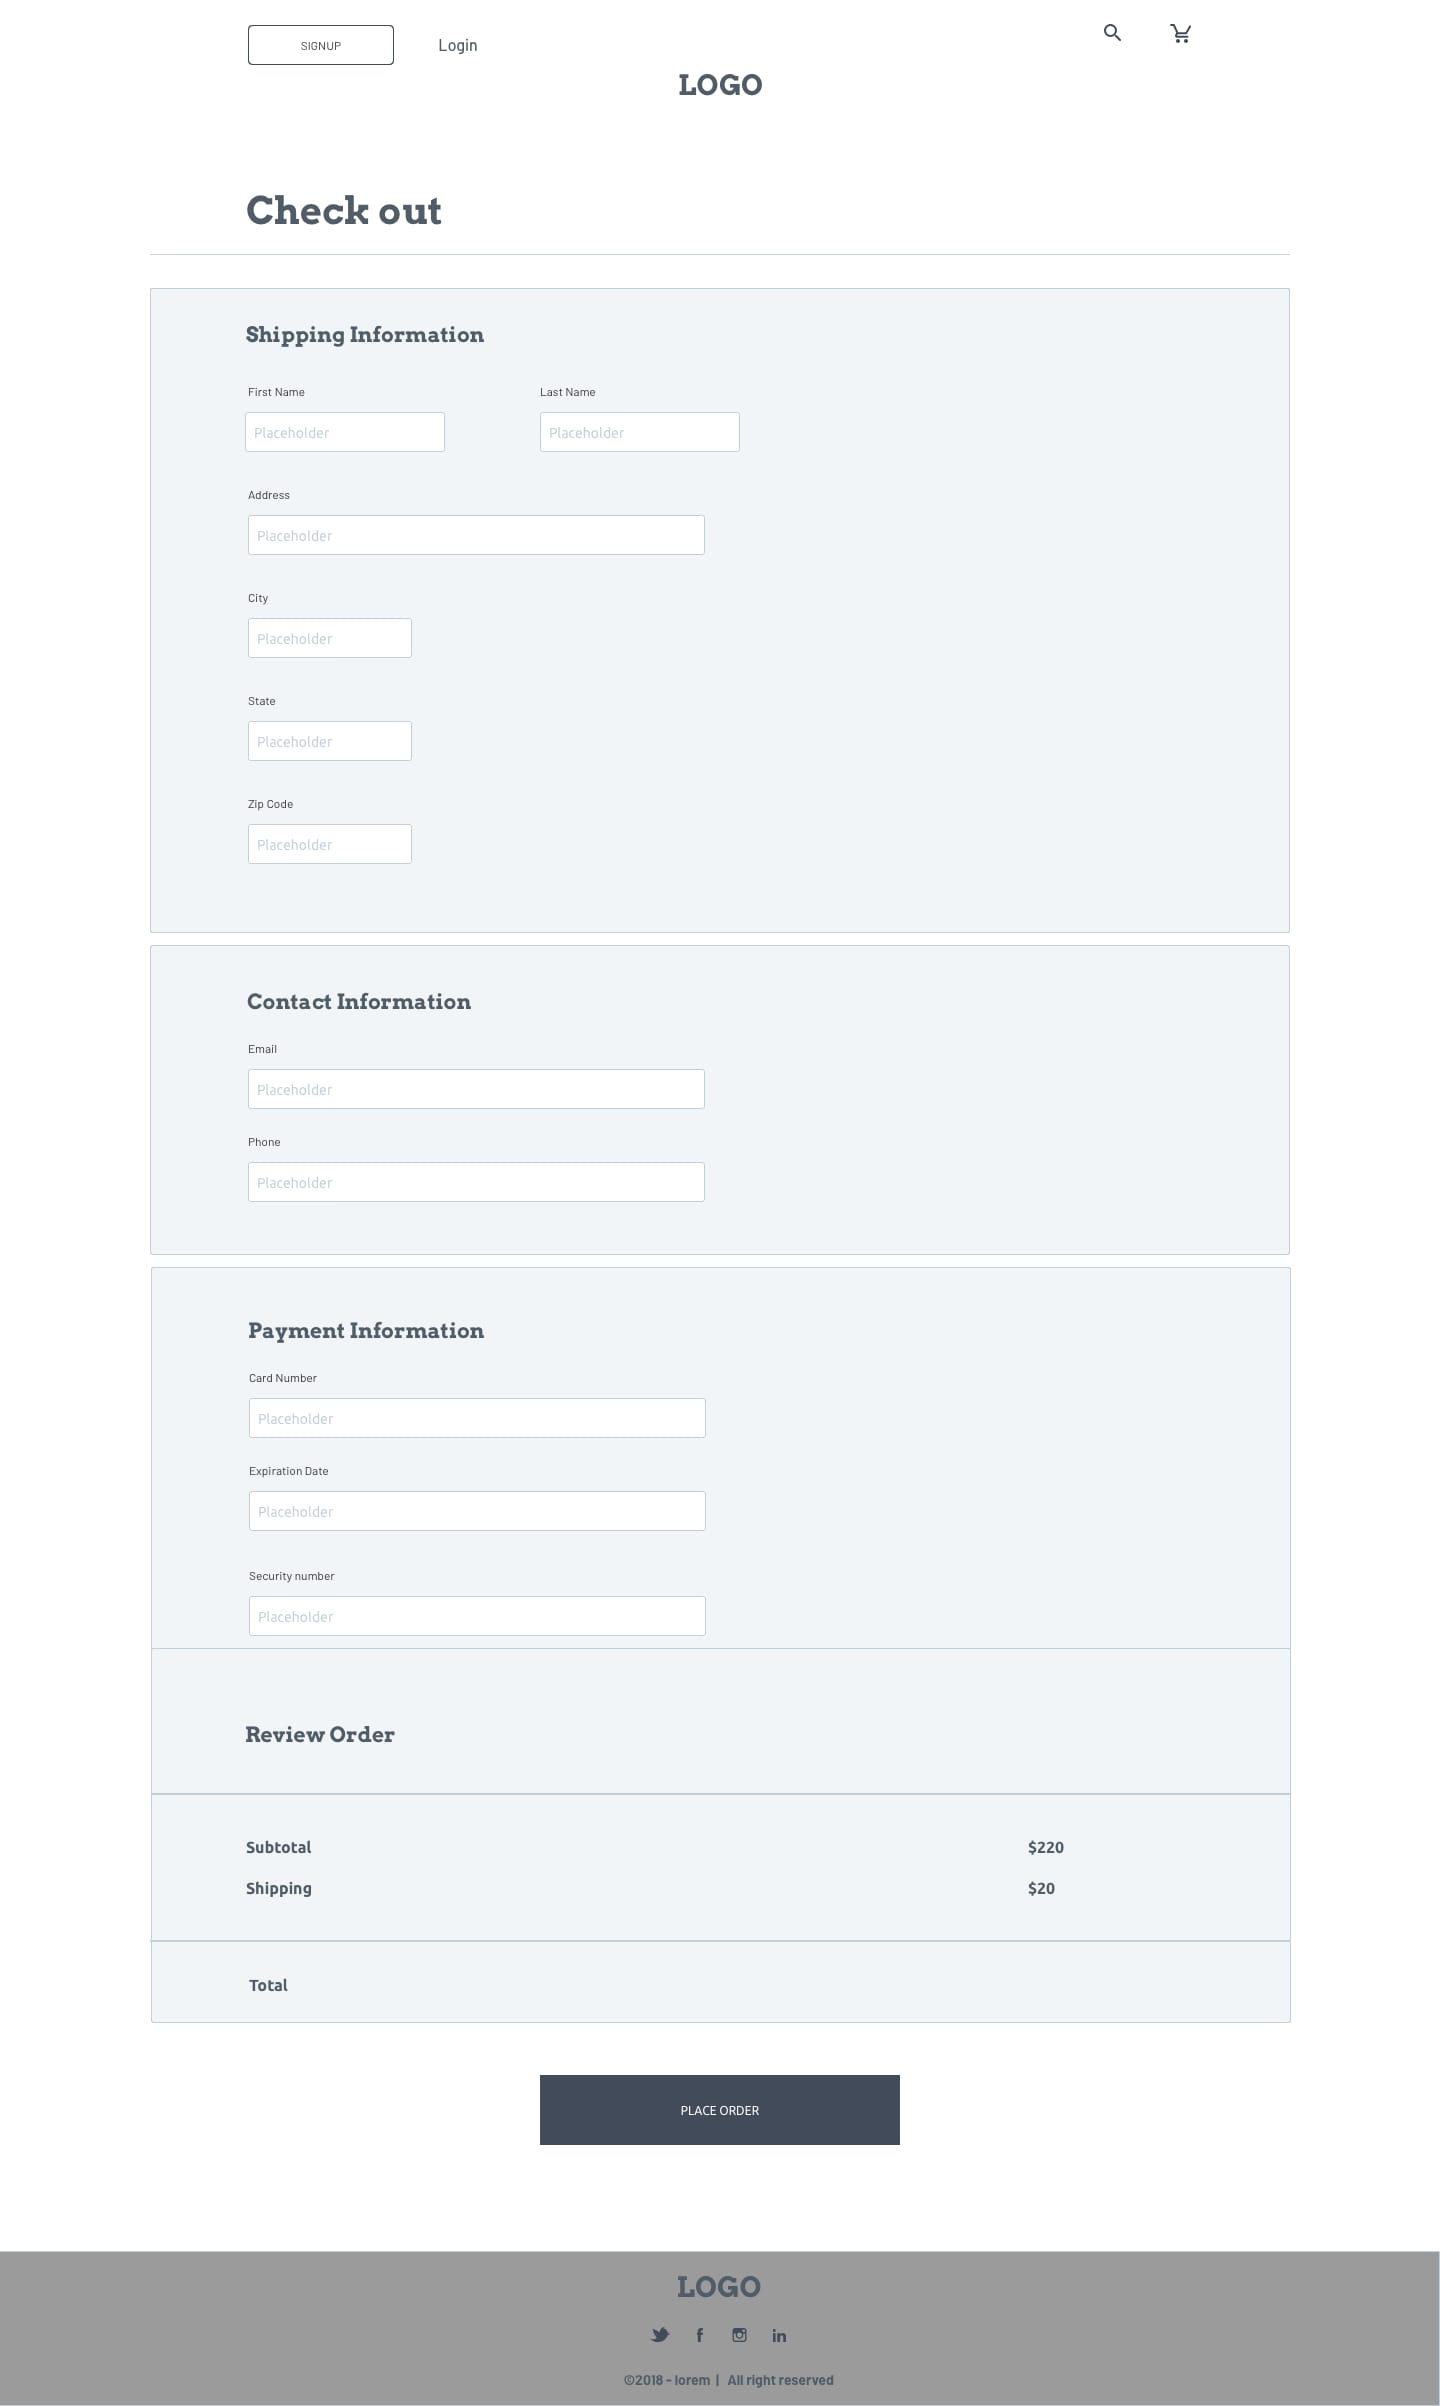 SIGNUP Login
LOGO
Check out
Shipping Information
First Name Last Name
Placeholder Placeholder
Address
Placeholder
City
Placeholder
State
Placeholder
Zip Code
Placeholder
Contact Information
Email
Placeholder
Phone
Placeholder
Payment Information
Card Number
Placeholder
Expiration Date
Placeholder
Security number
Placeholder
Review Order
Subtotal $220
Shipping $20
Total
PLACE ORDER
LOGO
©2018 - lorem | All right reserved